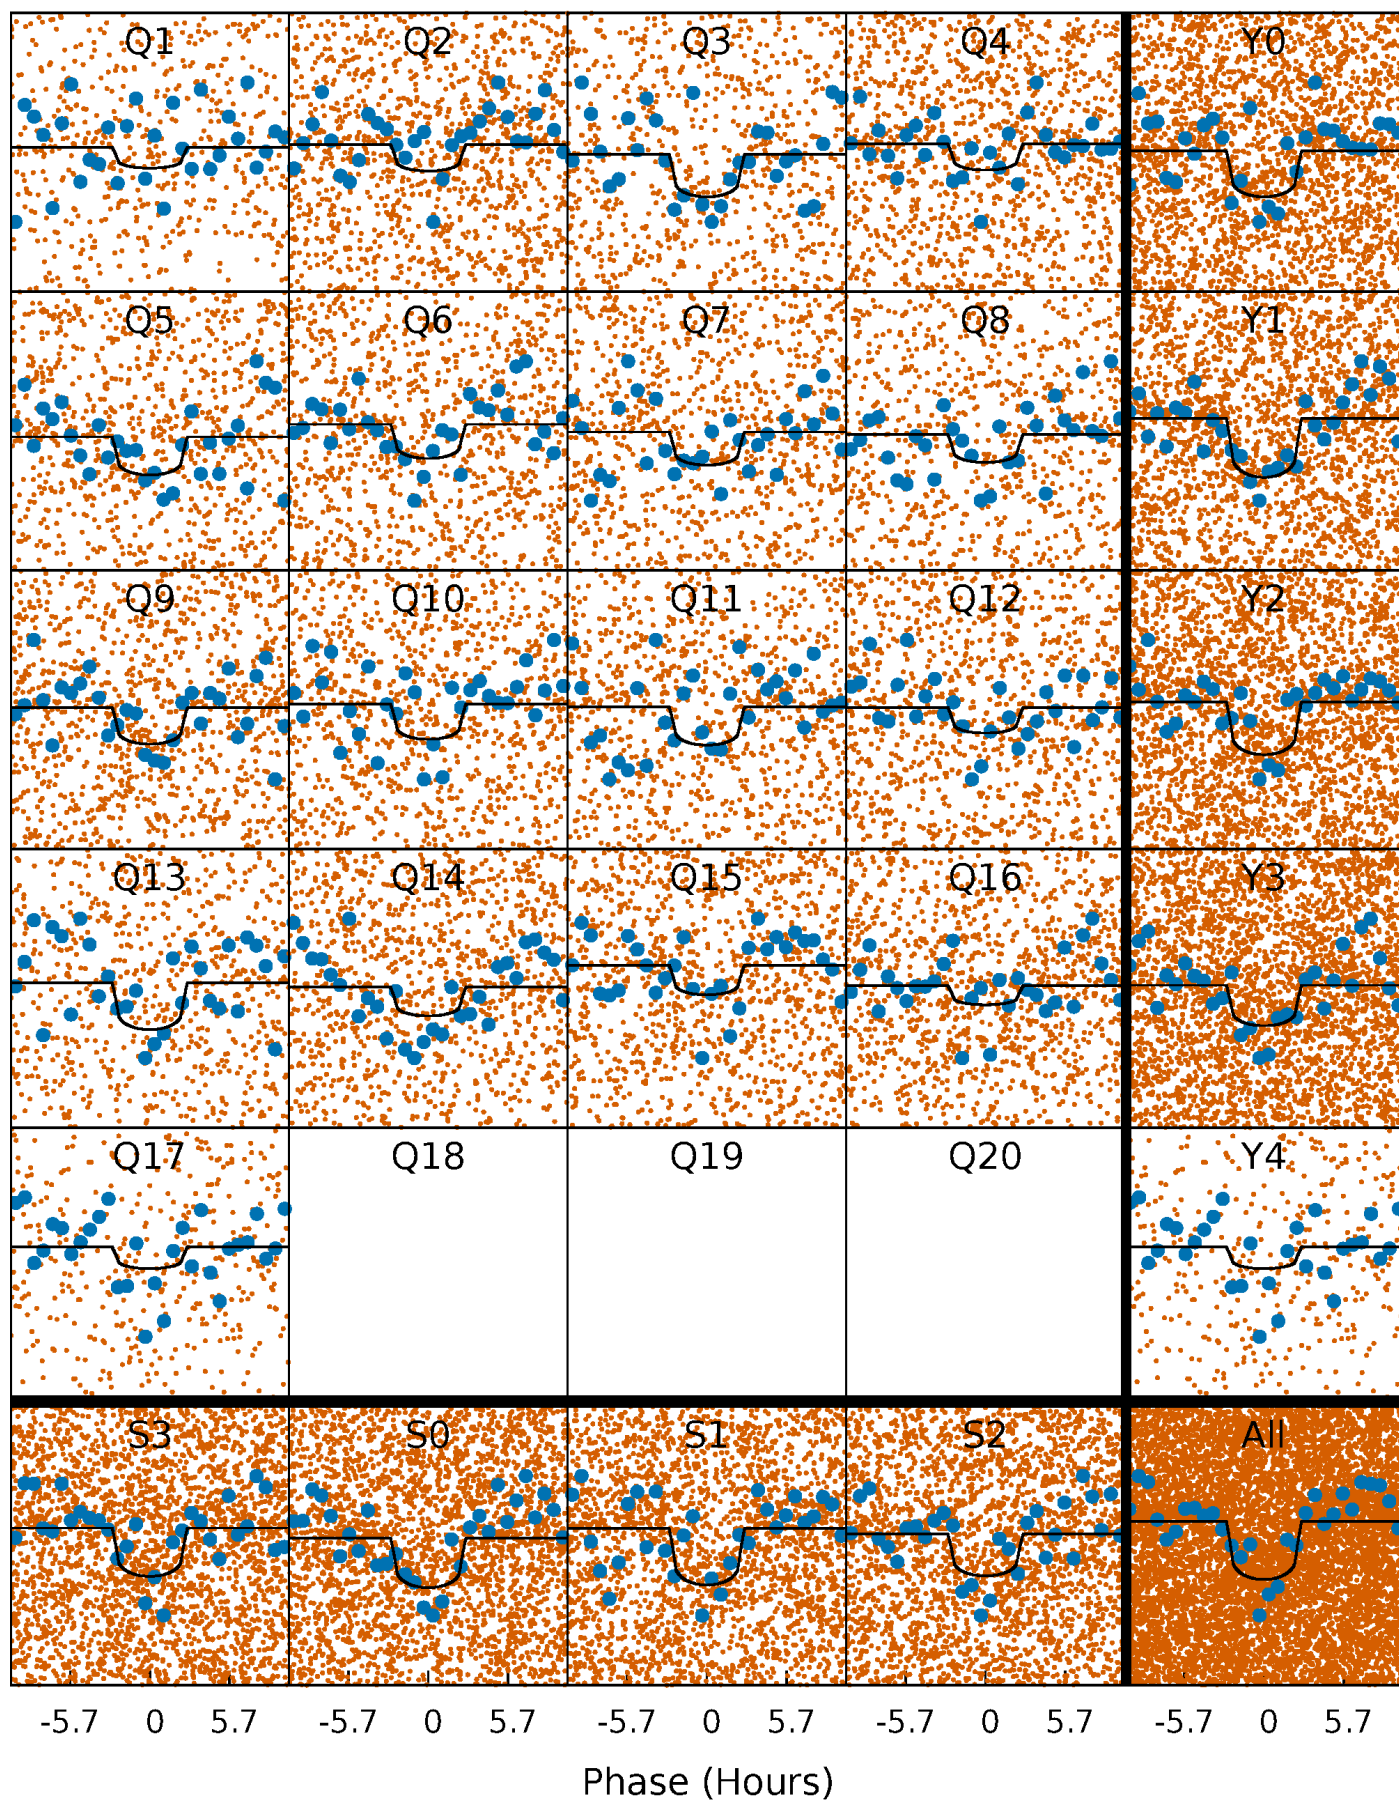 Q1 Q2 Q3 Q4 Y0
Q5 Q6 Q7 Q8 Y1
Q9 Q10 Q11 Q12 Y2
Q13 Q14 Q15 Q16 Y3
Q17 Q18 Q19 Q20 Y4
S3 S0 S1 S2 All
-5.7 0 5.7 -5.7 0 5.7 -5.7 0 5.7 -5.7 0 5.7 -5.7 0 5.7
Phase (Hours)